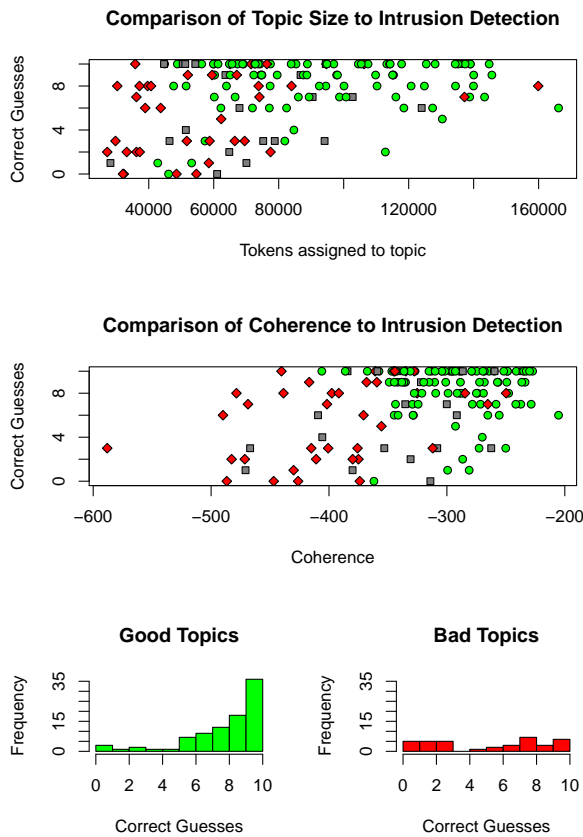 Comparison of Topic Size to Intrusion Detection
Correct Guesses
0 4 8
40000 60000 80000 120000 160000
Tokens assigned to topic
Comparison of Coherence to Intrusion Detection
Correct Guesses
0 4 8
−600 −500 −400 −300 −200
Coherence
Good Topics
Frequency
0 15 35
0 2 4 6 8 10
Correct Guesses
Bad Topics
Frequency
0 15 35
0 2 4 6 8 10
Correct Guesses